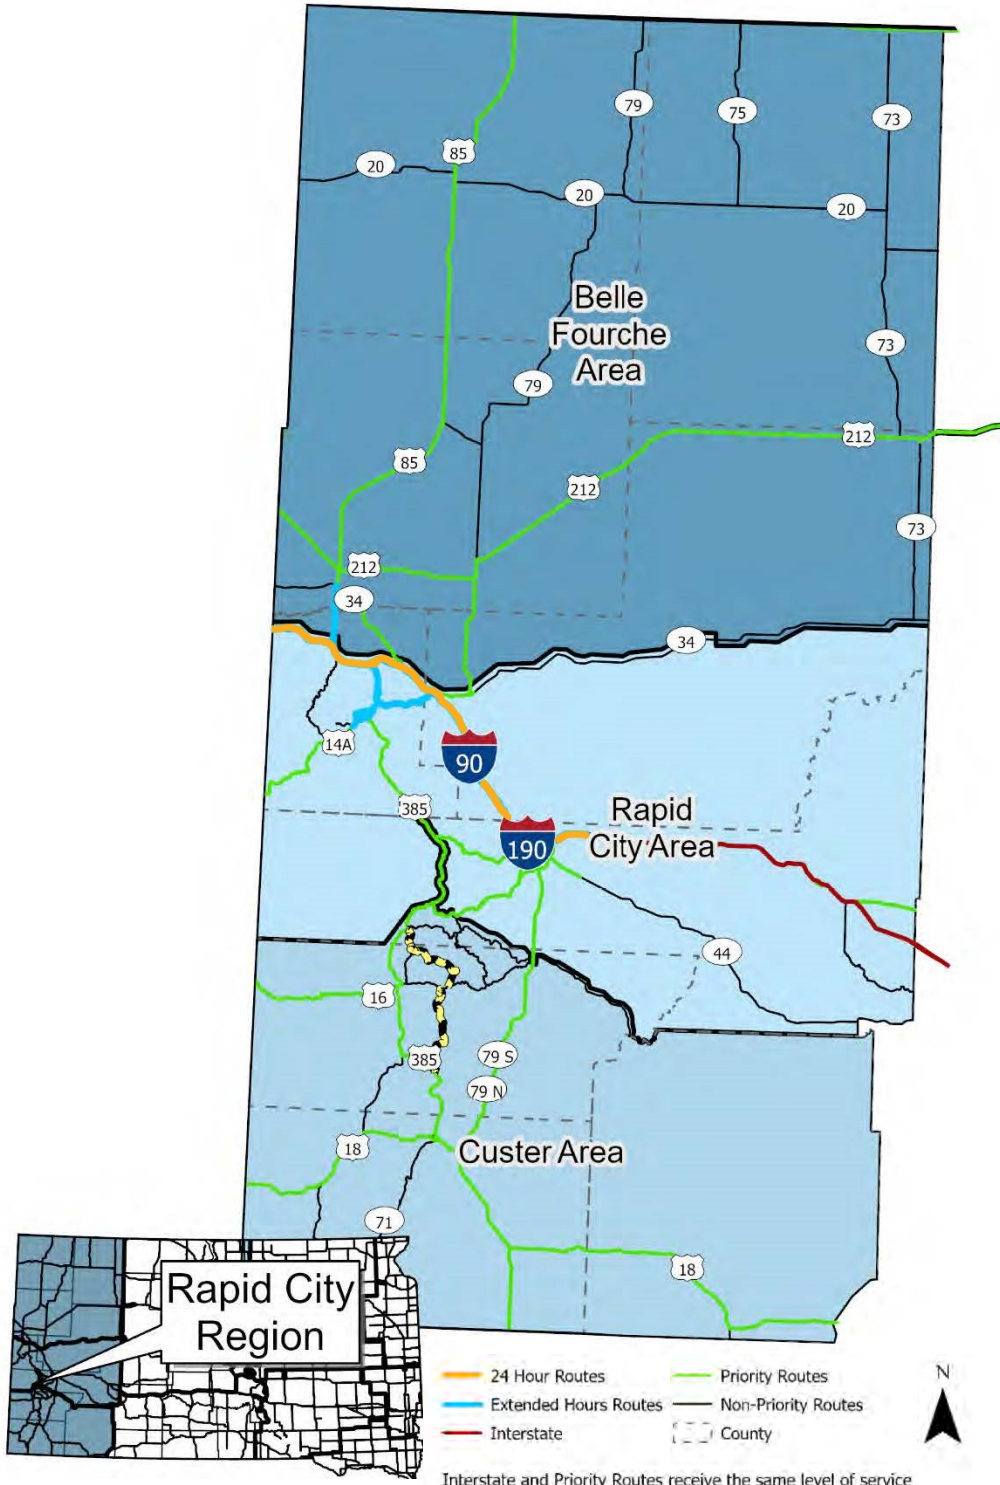 79
75
73
85
20
20
20
Belle
Fourche
Area
73
79
212
85
212
73
212
34
34
14A
90
385
Rapid
City Area
190
44
16
385
79 S
79 N
18
Custer Area
71
18
Rapid City
Region
24 Hour Routes
Extended Hours Routes
Interstate
Priority Routes
Non-Priority Routes
County
N
Interstate and Priority Routes receive the same level of service